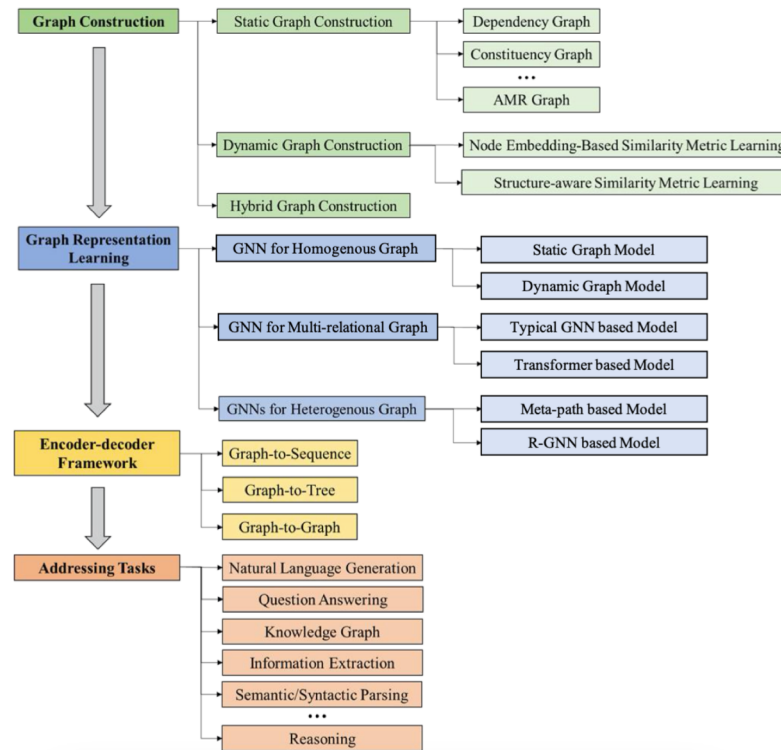 Graph Construction
Static Graph Construction
Dependency Graph
Constituency Graph
...
AMR Graph
Dynamic Graph Construction
Node Embedding-Based Similarity Metric Learning
Structure-aware Similarity Metric Learning
Hybrid Graph Construction
Graph Representation
Learning
GNN for Homogenous Graph
Static Graph Model
Dynamic Graph Model
GNN for Multi-relational Graph
Typical GNN based Model
Transformer based Model
GNNs for Heterogenous Graph
Meta-path based Model
R-GNN based Model
Encoder-decoder
Framework
Graph-to-Sequence
Graph-to-Tree
Graph-to-Graph
Addressing Tasks
Natural Language Generation
Question Answering
Knowledge Graph
Information Extraction
Semantic/Syntactic Parsing
...
Reasoning